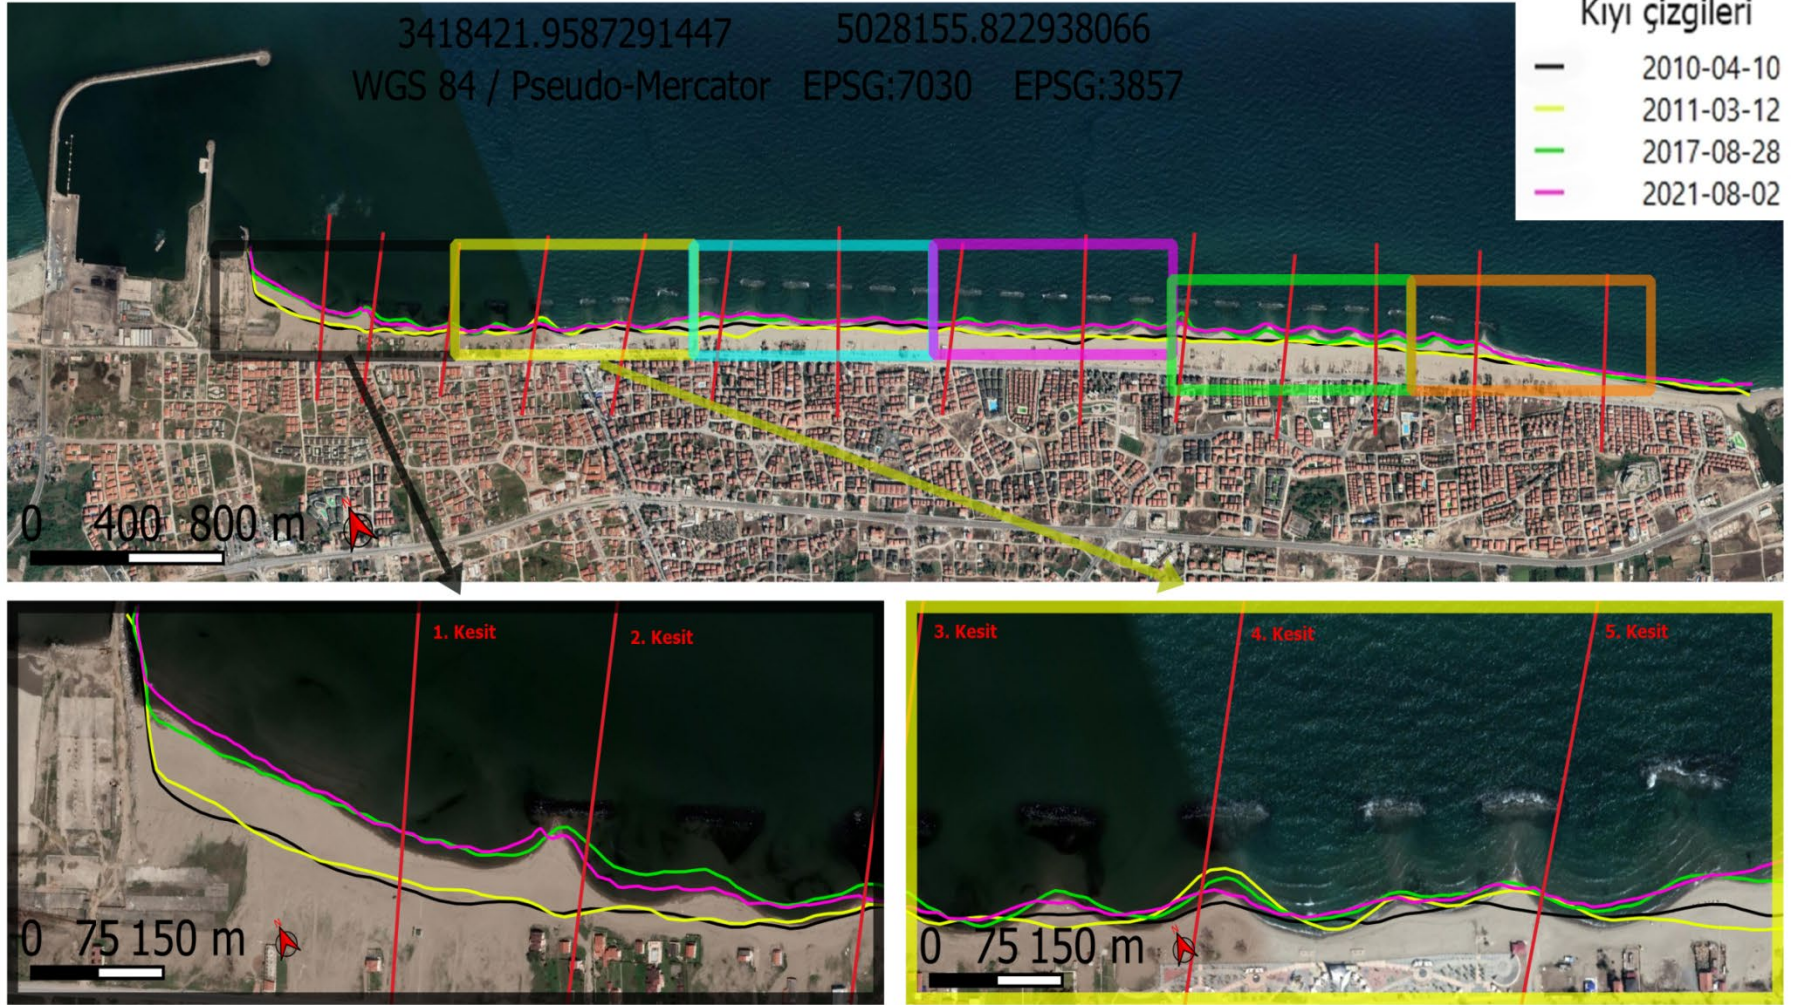 3418421.9587291447 5028155.822938066
WGS 84 / Pseudo-Mercator EPSG:7030 EPSG:3857
Kıyı çizgileri
2010-04-10
2011-03-12
2017-08-28
2021-08-02
0 400 800 m
N
1. Kesit
2. Kesit
0 75 150 m
N
3. Kesit
4. Kesit
5. Kesit
0 75 150 m
N